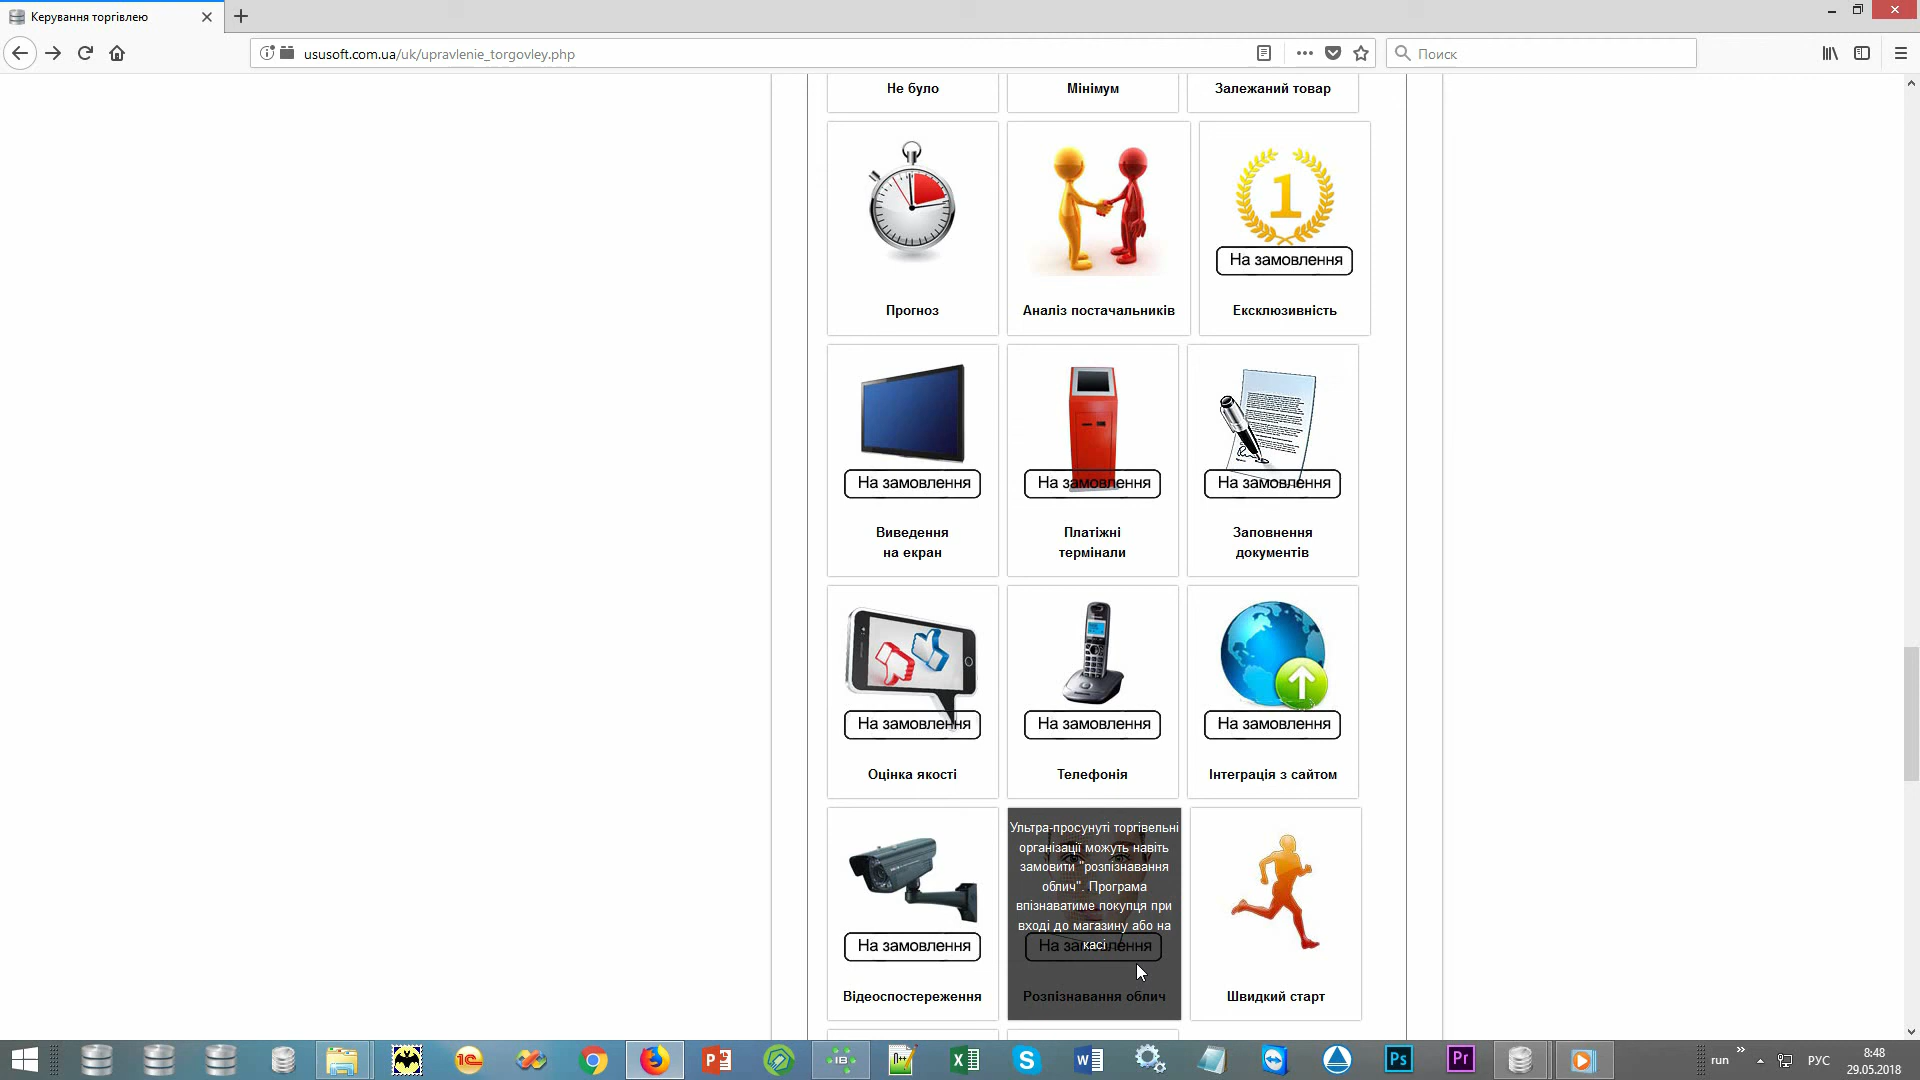 Керування торгівлею
ususoft.com.ua/uk/upravlenie_torgovley.php
Поиск
Не було
Мінімум
Залежаний товар
На замовлення
Прогноз
Аналіз постачальників
Ексклюзивність
На замовлення
На замовлення
На замовлення
Виведення
на екран
Платіжні
термінали
Заповнення
документів
На замовлення
На замовлення
На замовлення
Оцінка якості
Телефонія
Інтеграція з сайтом
На замовлення
Ультра-просунуті торгівельні
організації можуть навіть
замовити "розпізнавання
облич". Програма
впізнаватиме покупця при
вході до магазину або на
касі
На замовлення
Відеоспостереження
Розпізнавання облич
Швидкий старт
run
РУС
8:48
29.05.2018